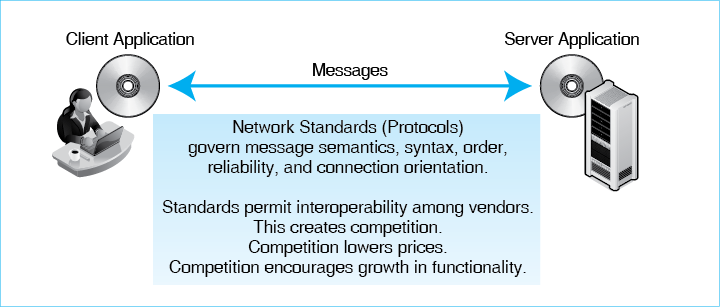 Client Application
Server Application
Messages
Network Standards (Protocols)
govern message semantics, syntax, order,
reliability, and connection orientation.
Standards permit interoperability among vendors.
This creates competition.
Competition lowers prices.
Competition encourages growth in functionality.